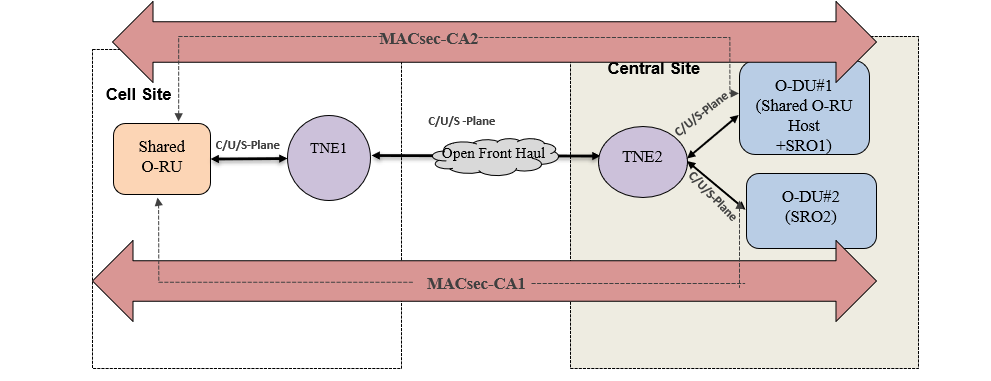 MACsec-CA2
Cell Site
Central Site
Shared
O-RU
C/U/S-Plane
TNE1
C/U/S -Plane
Open Front Haul
TNE2
C/U/S-Plane
O-DU#1
(Shared O-RU
Host
+SRO1)
C/U/S-Plane
O-DU#2
(SRO2)
MACsec-CA1